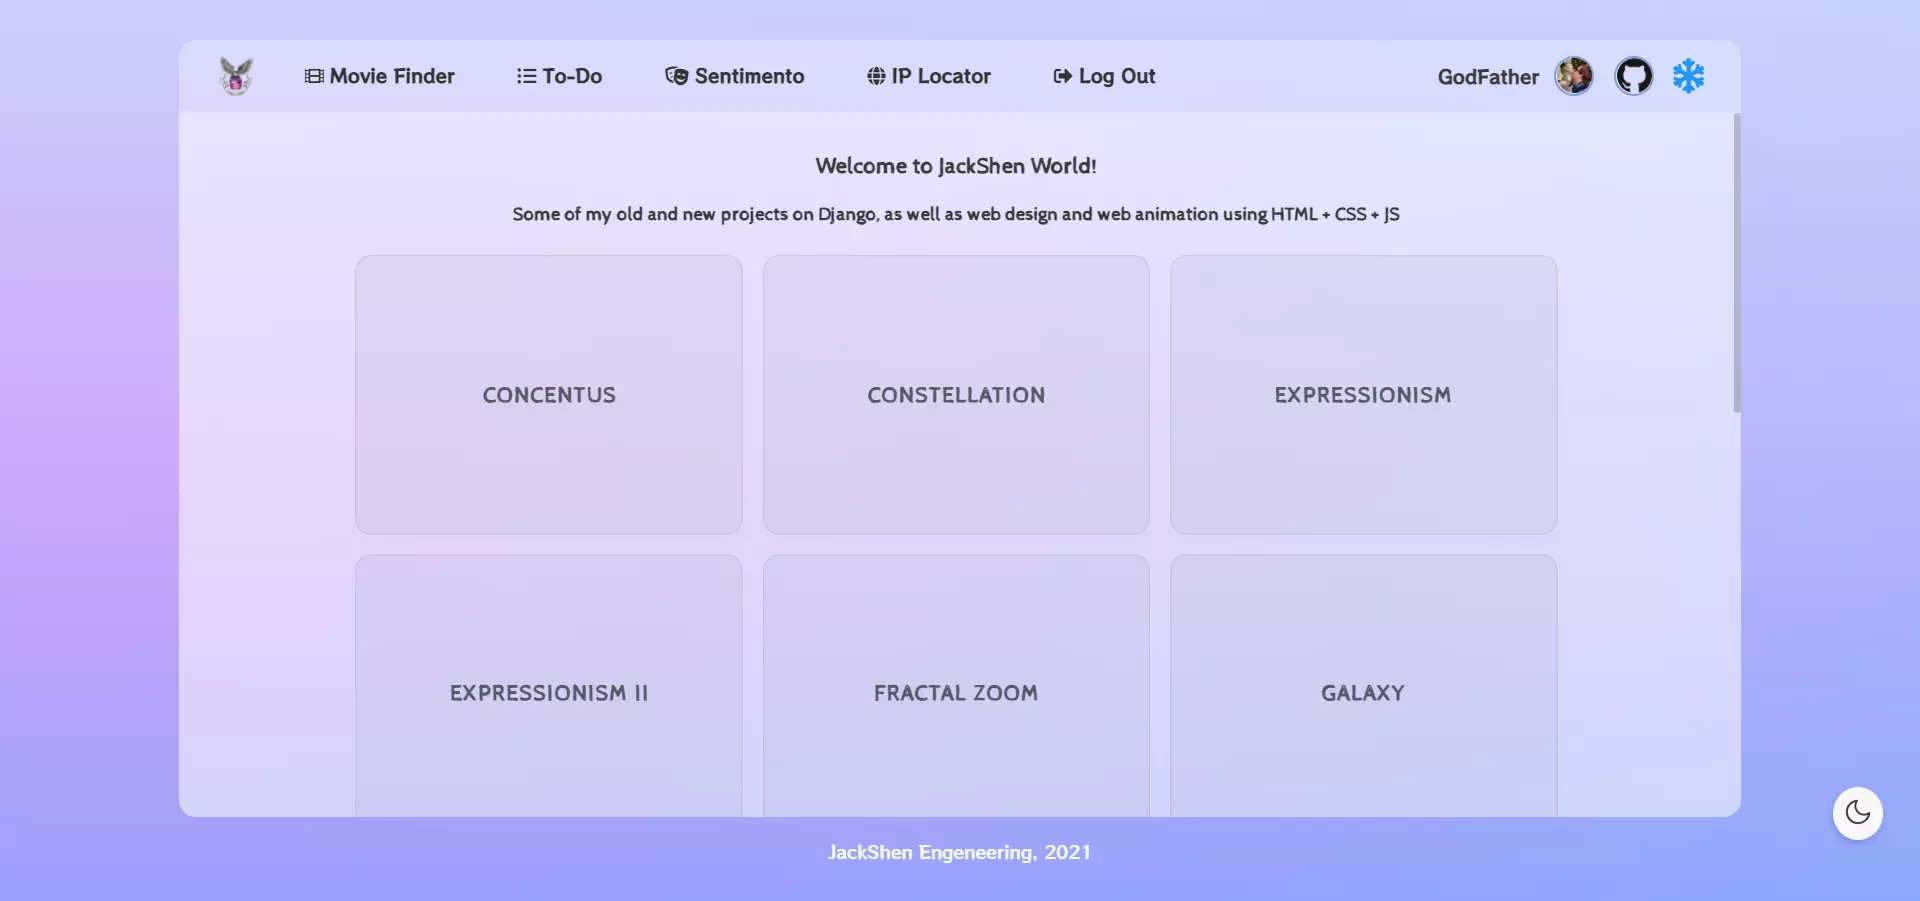 Movie Finder To-Do Sentimento IP Locator Log Out GodFather
Welcome to JackShen World!
Some of my old and new projects on Django, as well as web design and web animation using HTML + CSS + JS
CONCENTUS CONSTELLATION EXPRESSIONISM
EXPRESSIONISM II FRACTAL ZOOM GALAXY
JackShen Engeneering, 2021